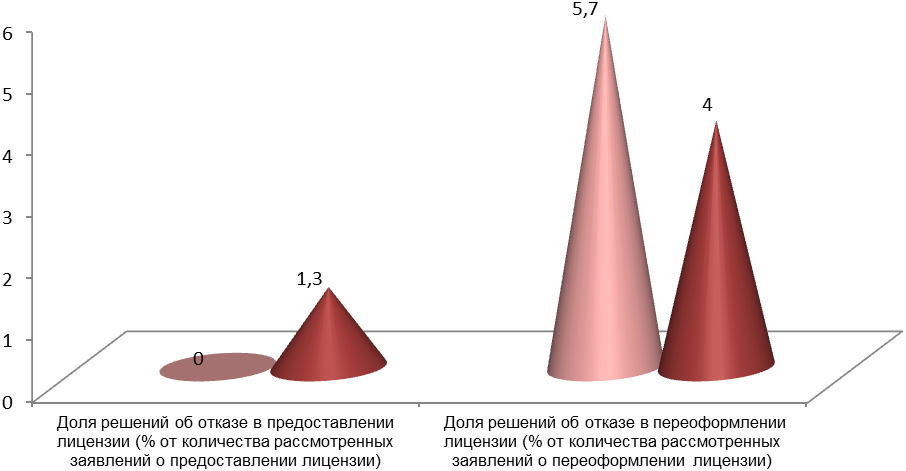 5,7
6
5
4
4
3
1,3
2
1
0
0
Доля решений об отказе в предоставлении
лицензии (% от количества рассмотренных
заявлений о предоставлении лицензии)
Доля решений об отказе в переоформлении
лицензии (% от количества рассмотренных
заявлений о переоформлении лицензии)